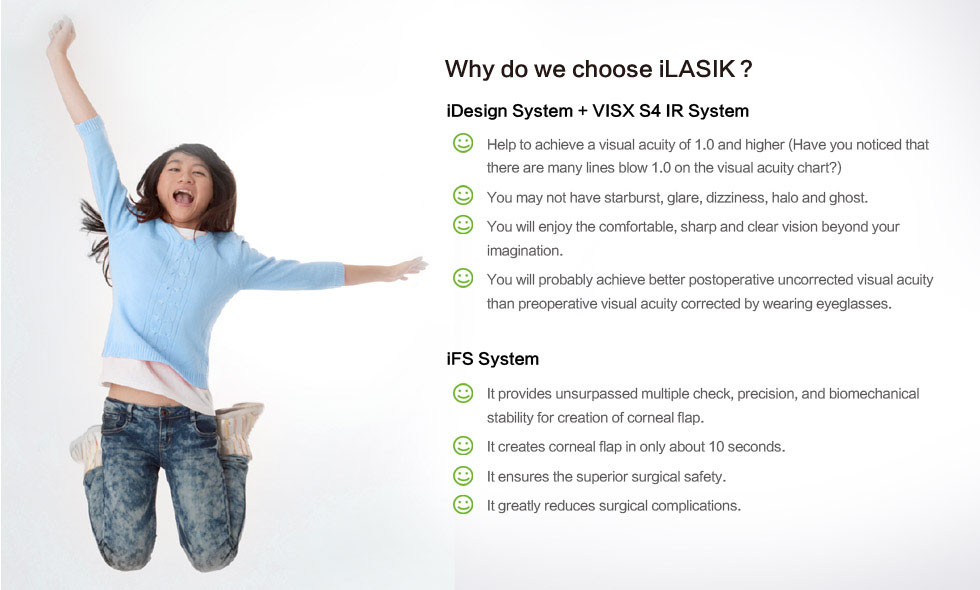 Why do we choose iLASIK ?
iDesign System + VISX S4 IR System
Help to achieve a visual acuity of 1.0 and higher (Have you noticed that
there are many lines blow 1.0 on the visual acuity chart?)
You may not have starburst, glare, dizziness, halo and ghost.
You will enjoy the comfortable, sharp and clear vision beyond your
imagination.
You will probably achieve better postoperative uncorrected visual acuity
than preoperative visual acuity corrected by wearing eyeglasses.
iFS System
It provides unsurpassed multiple check, precision, and biomechanical
stability for creation of corneal flap.
It creates corneal flap in only about 10 seconds.
It ensures the superior surgical safety.
It greatly reduces surgical complications.